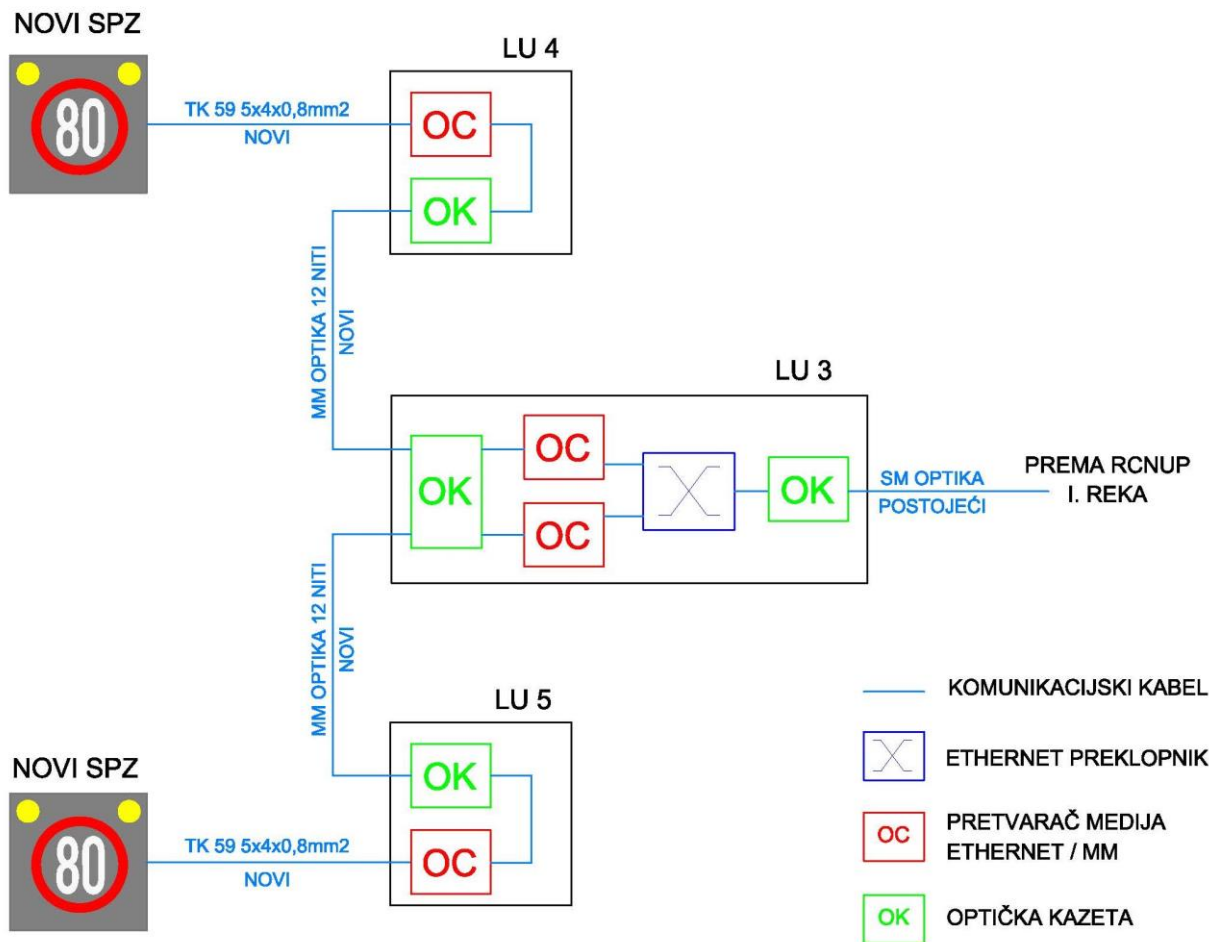 NOVI SPZ
80
TK 59 5x4x0,8mm2
NOVI
LU 4
OC
OK
MM OPTIKA 12 NITI
NOVI
LU 3
OK
OC
OC
OK
SM OPTIKA
POSTOJEĆI
PREMA RCNUP
I. REKA
MM OPTIKA 12 NITI
NOVI
LU 5
OK
OC
NOVI SPZ
80
TK 59 5x4x0,8mm2
NOVI
KOMUNIKACIJSKI KABEL
ETHERNET PREKLOPNIK
OC
PRETVARAČ MEDIJA
ETHERNET / MM
OK
OPTIČKA KAZETA